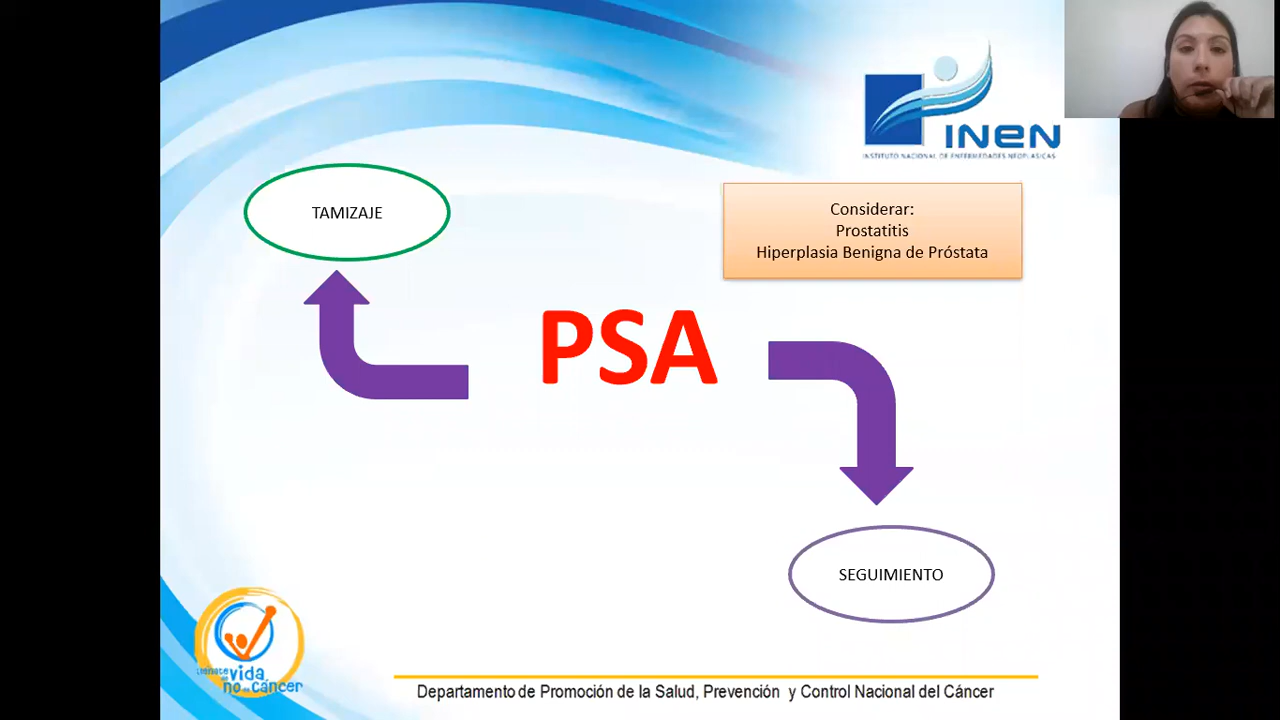 INEN
INSTITUTO NACIONAL DE ENFERMEDADES NEOPLASICAS
TAMIZAJE
Considerar:
Prostatitis
Hiperplasia Benigna de Próstata
PSA
SEGUIMIENTO
vida
no cáncer
Departamento de Promoción de la Salud, Prevención y Control Nacional del Cáncer